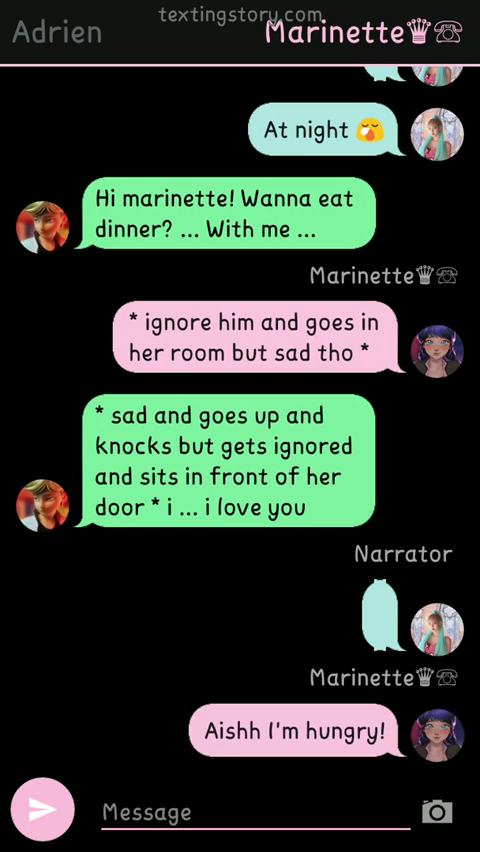 textingstory.com
Adrien
Marinette♛☏
At night 😪
Hi marinette! Wanna eat
dinner? ... With me ...
Marinette♛☏
* ignore him and goes in
her room but sad tho *
* sad and goes up and
knocks but gets ignored
and sits in front of her
door * i ... i love you
Narrator
Marinette♛☏
Aishh I'm hungry!
Message